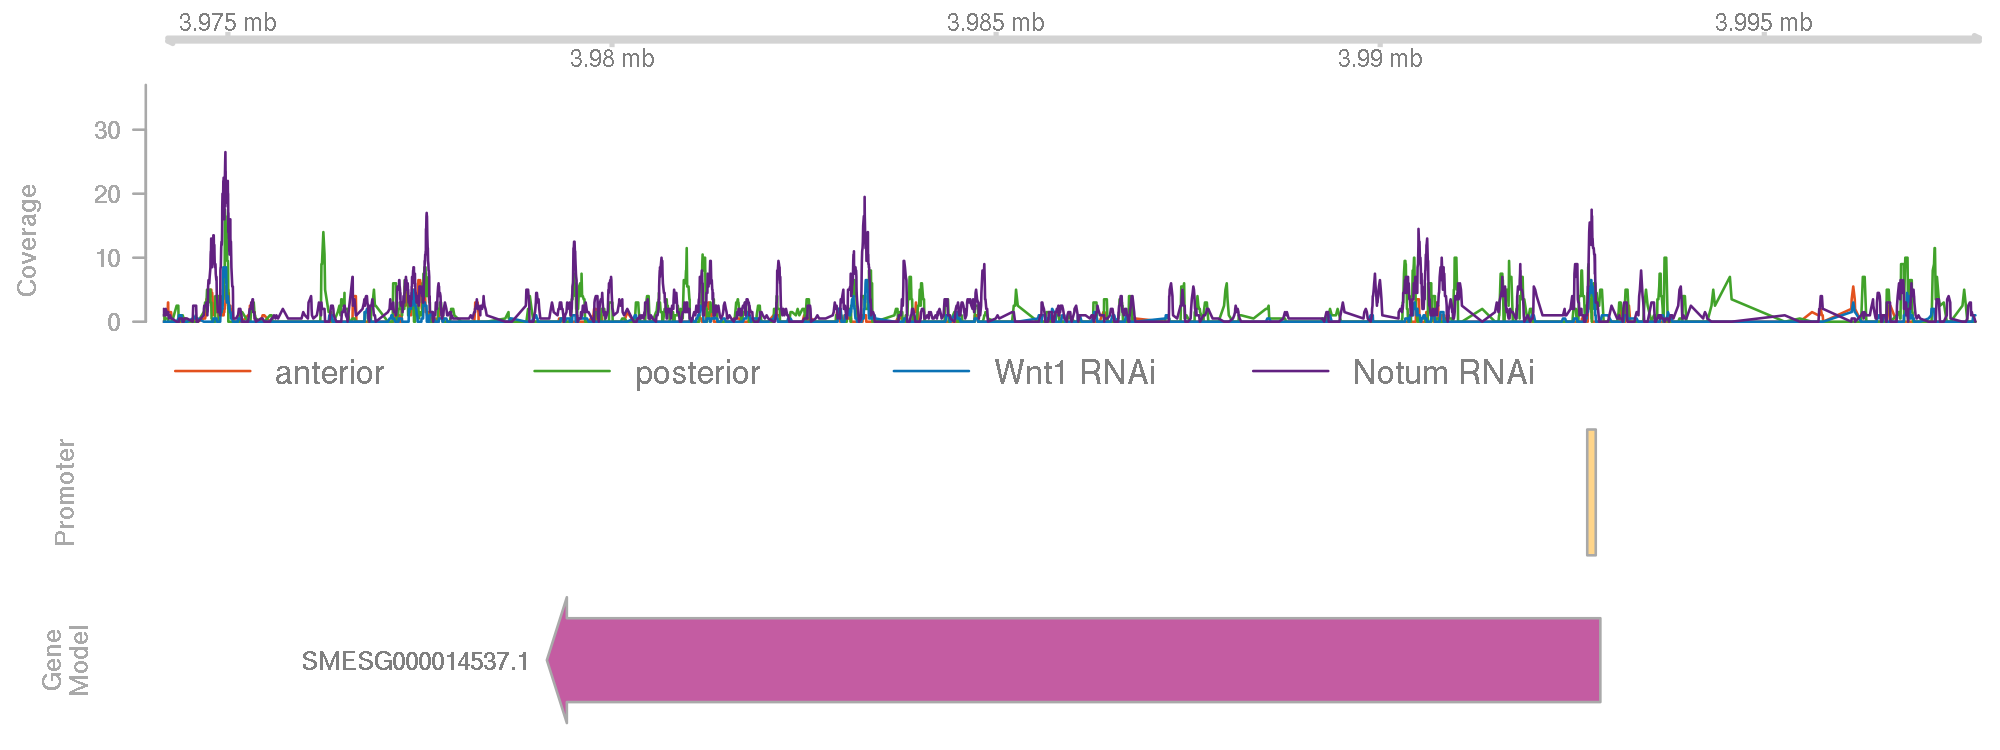 3.975 mb 3.985 mb 3.995 mb
3.98 mb 3.99 mb
Coverage
30
20
10
0
anterior posterior Wnt1 RNAi Notum RNAi
Promoter
Gene
Model
SMESG000014537.1